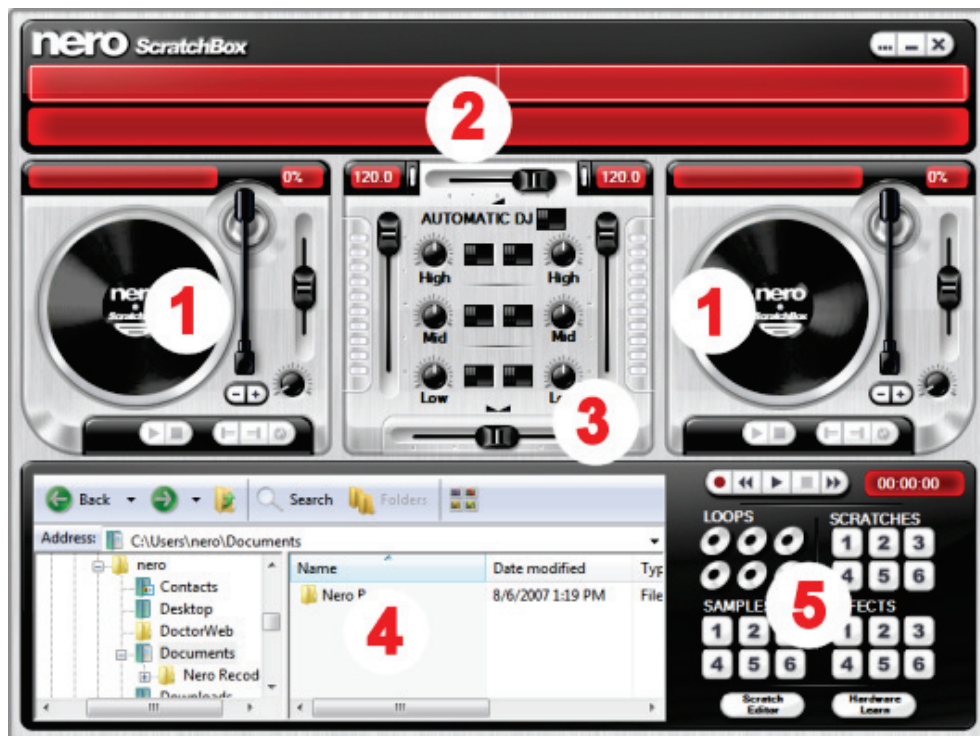 nero ScratchBox
2
0%
120.0
120.0
0%
AUTOMATIC DJ
High
High
nero
ScratchBox
1
1
nero
ScratchBox
Mid
Mid
Low
3
Back
Search
Folders
00:00:00
Address:
C:\Users\nero\Documents
LOOPS
SCRATCHES
1 2 3
4 5 6
nero
Contacts
Desktop
DoctorWeb
Documents
Nero Recod
Downloads
Name
Date modified
Typ
Nero
8/6/2007 1:19 PM
File
4
5
SAMPLES
1 2
4 5 6
1 2 3
4 5 6
Scratch
Editor
Hardware
Learn